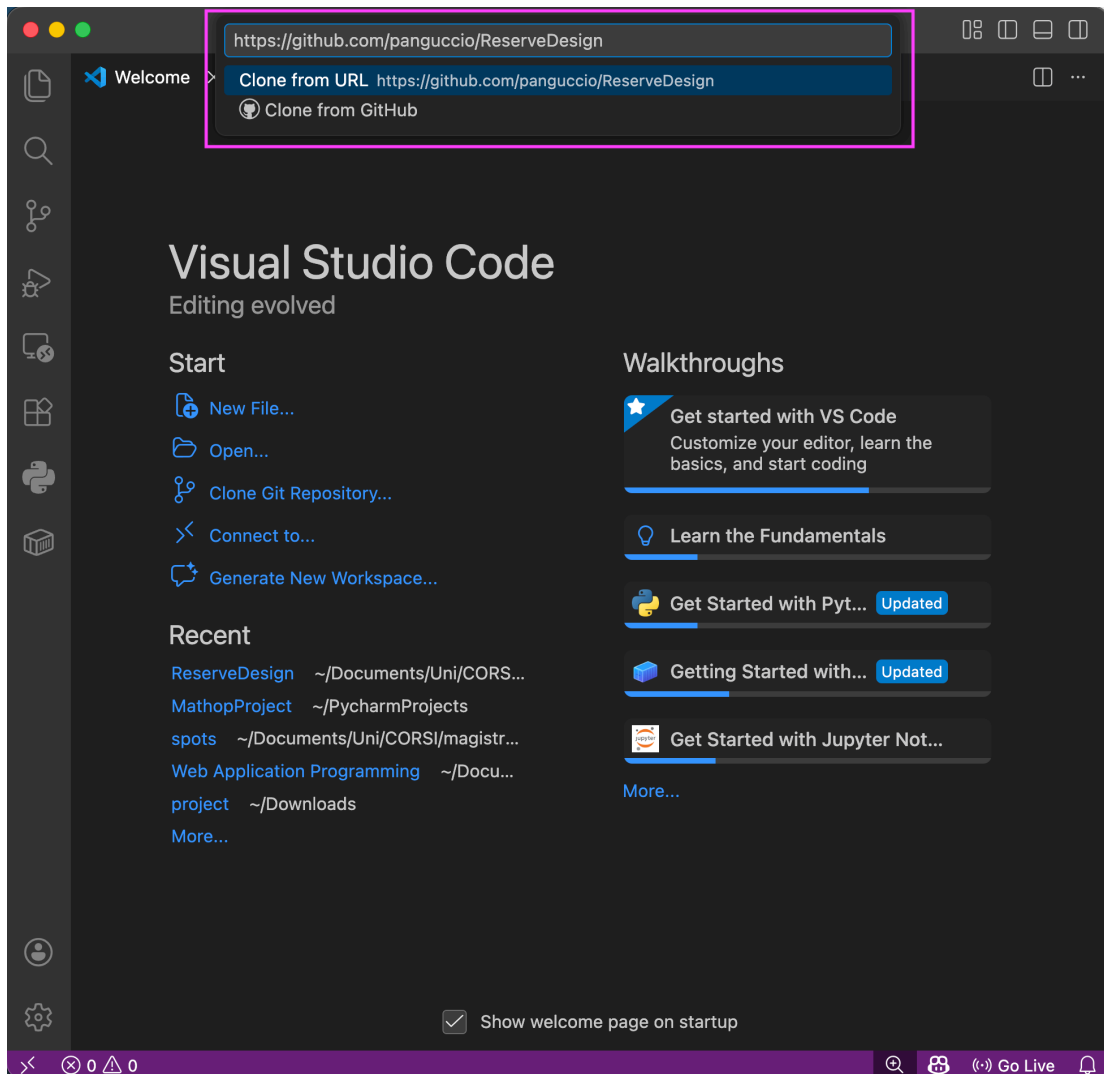 https://github.com/panguccio/ReserveDesign
Welcome
Clone from URL https://github.com/panguccio/ReserveDesign
Clone from GitHub
Visual Studio Code
Editing evolved
Start
New File...
Open...
Clone Git Repository...
Connect to...
Generate New Workspace...
Recent
ReserveDesign ~/Documents/Uni/CORS...
MathopProject ~/PycharmProjects
spots ~/Documents/Uni/CORSI/magistr...
Web Application Programming ~/Docu...
project ~/Downloads
More...
Walkthroughs
Get started with VS Code
Customize your editor, learn the
basics, and start coding
Learn the Fundamentals
Get Started with Pyt... Updated
Getting Started with... Updated
jupyter
Get Started with Jupyter Not...
More...
Show welcome page on startup
0 0
Go Live